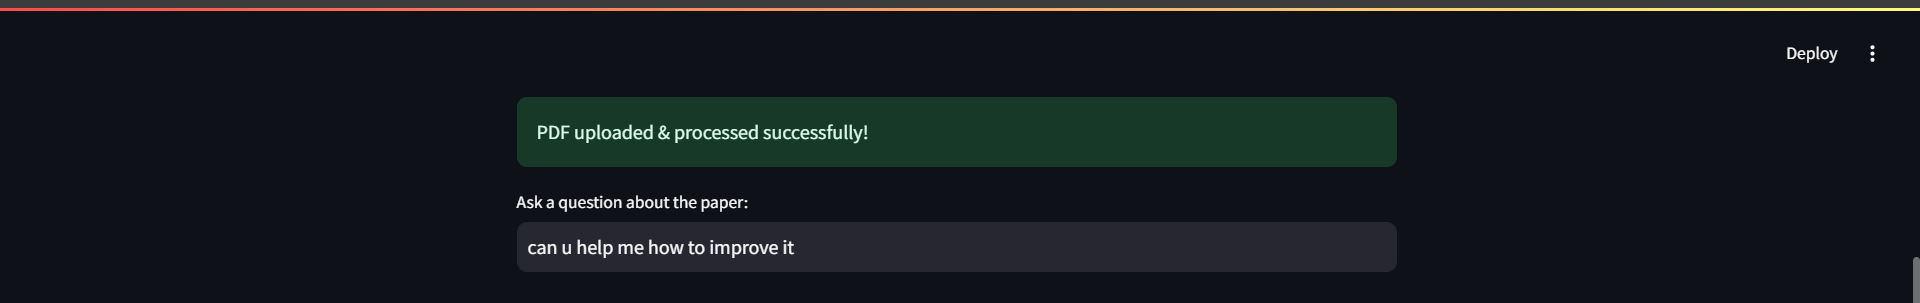 Deploy
PDF uploaded & processed successfully!
Ask a question about the paper:
can u help me how to improve it